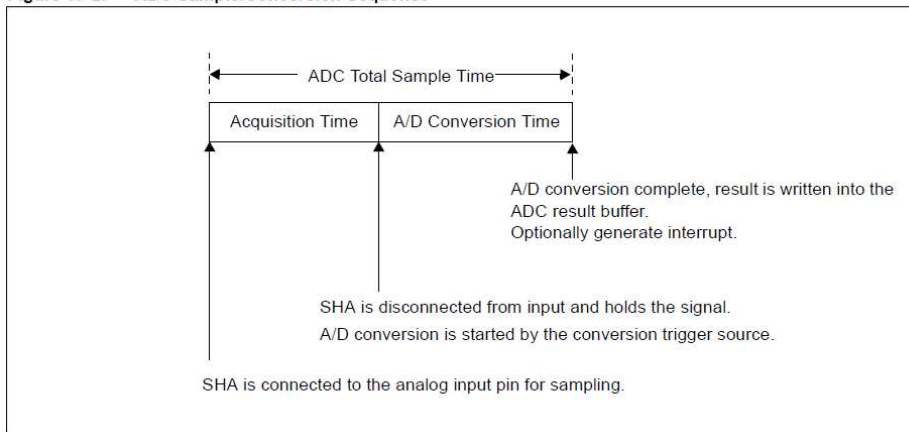 ADC Total Sample Time
Acquisition Time
A/D Conversion Time
A/D conversion complete, result is written into the
ADC result buffer.
Optionally generate interrupt.
SHA is disconnected from input and holds the signal.
A/D conversion is started by the conversion trigger source.
SHA is connected to the analog input pin for sampling.